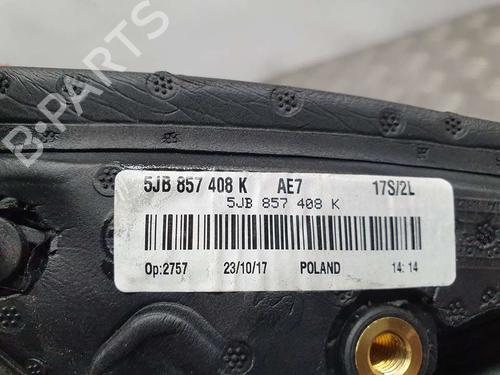 B-PARTS
5JB 857 408 K AE7 17S/2L
5JB 857 408 K
Op:2757 23/10/17 POLAND 14:14